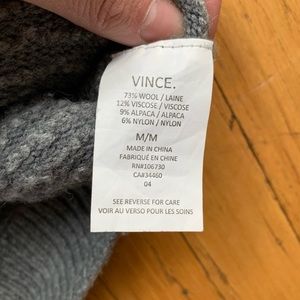 VINCE.
73% WOOL / LAINE
12% VISCOSE / VISCOSE
9% ALPACA / ALPACA
6% NYLON / NYLON
M/M
MADE IN CHINA
FABRIQUÉ EN CHINE
RN#106730
CA#34460
04
SEE REVERSE FOR CARE
VOIR AU VERSO POUR LES SOINS